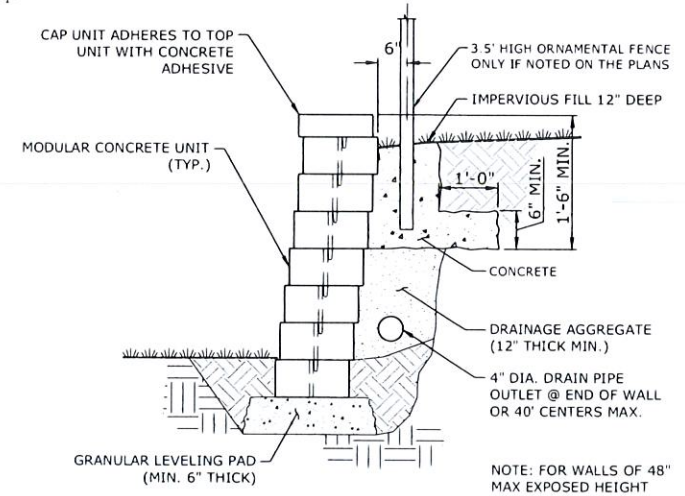 CAP UNIT ADHERES TO TOP
UNIT WITH CONCRETE
ADHESIVE
6"
3.5' HIGH ORNAMENTAL FENCE
ONLY IF NOTED ON THE PLANS
IMPERVIOUS FILL 12" DEEP
MODULAR CONCRETE UNIT
(TYP.)
1'-0"
6" MIN.
1'-6" MIN.
CONCRETE
DRAINAGE AGGREGATE
(12" THICK MIN.)
4" DIA. DRAIN PIPE
OUTLET @ END OF WALL
OR 40' CENTERS MAX.
GRANULAR LEVELING PAD
(MIN. 6" THICK)
NOTE: FOR WALLS OF 48"
MAX EXPOSED HEIGHT